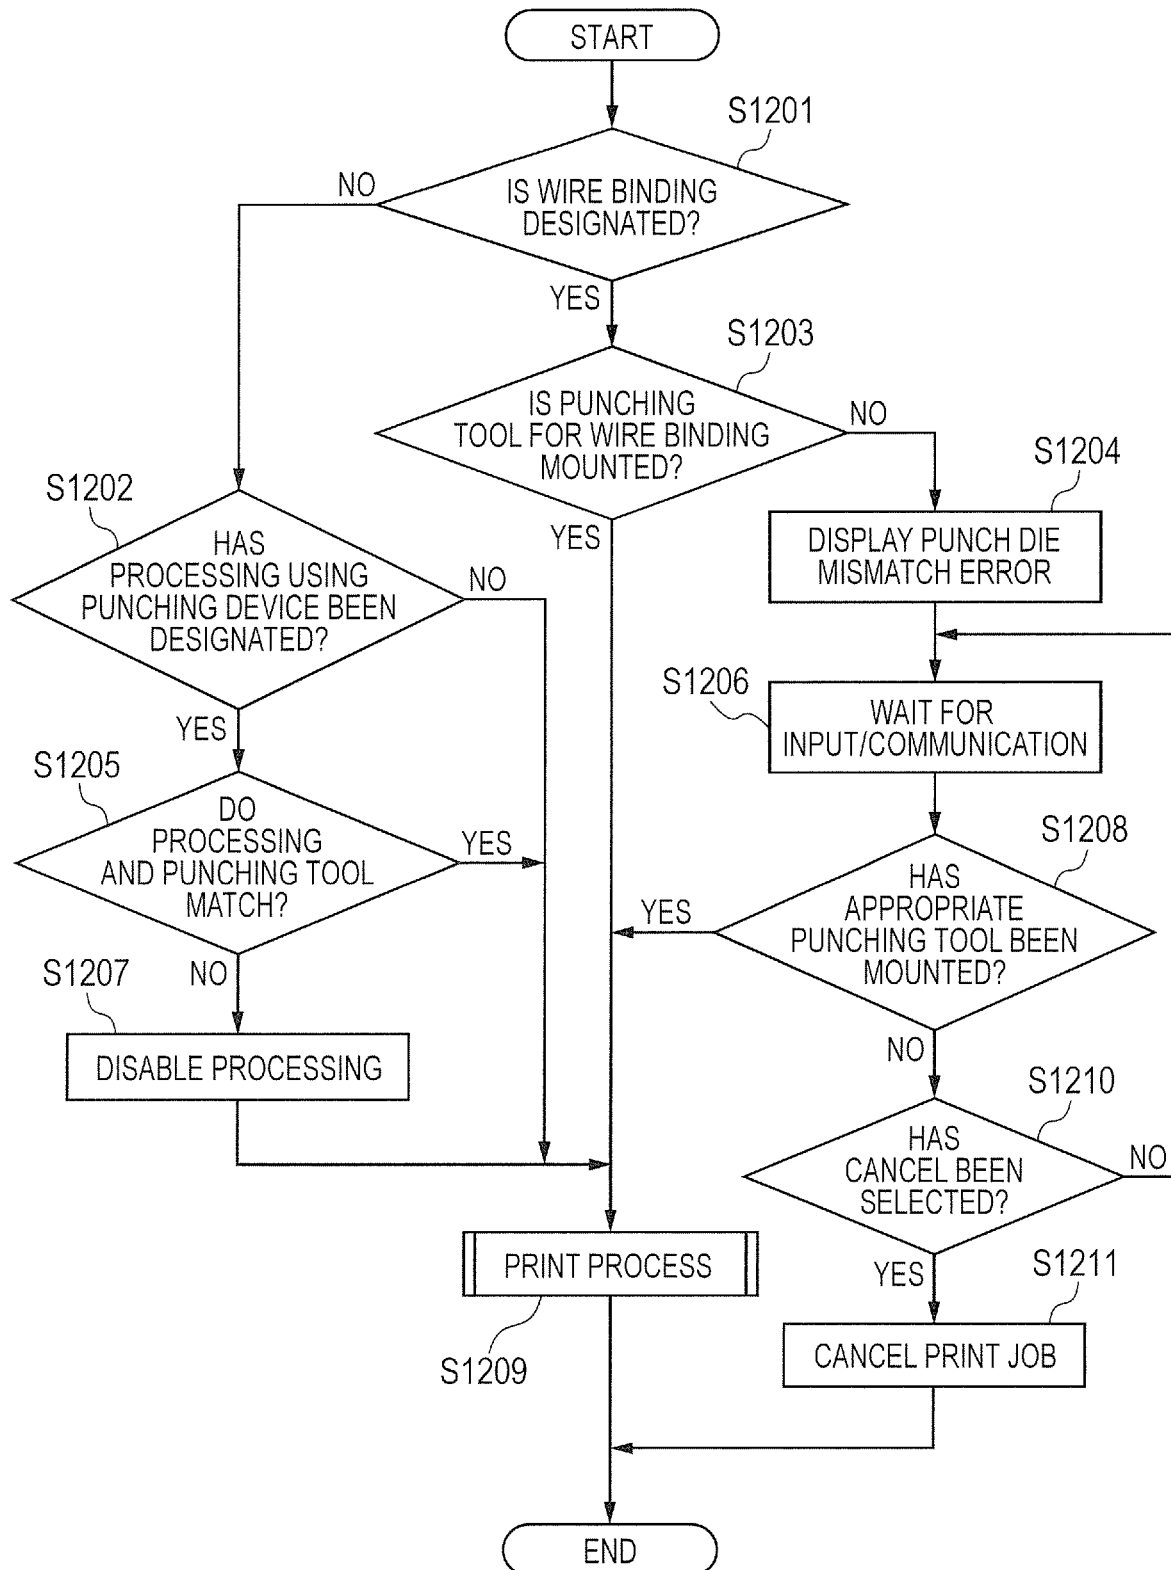 START
S1201
NO
IS WIRE BINDING
DESIGNATED?
YES
S1203
IS PUNCHING
TOOL FOR WIRE BINDING
MOUNTED?
NO
YES
S1204
DISPLAY PUNCH DIE
MISMATCH ERROR
S1202
HAS
PROCESSING USING
PUNCHING DEVICE BEEN
DESIGNATED?
NO
YES
S1206
WAIT FOR
INPUT/COMMUNICATION
S1205
DO
PROCESSING
AND PUNCHING TOOL
MATCH?
YES
NO
S1208
HAS
APPROPRIATE
PUNCHING TOOL BEEN
MOUNTED?
YES
NO
S1207
DISABLE PROCESSING
S1210
HAS
CANCEL BEEN
SELECTED?
NO
YES
PRINT PROCESS
S1209
S1211
CANCEL PRINT JOB
END